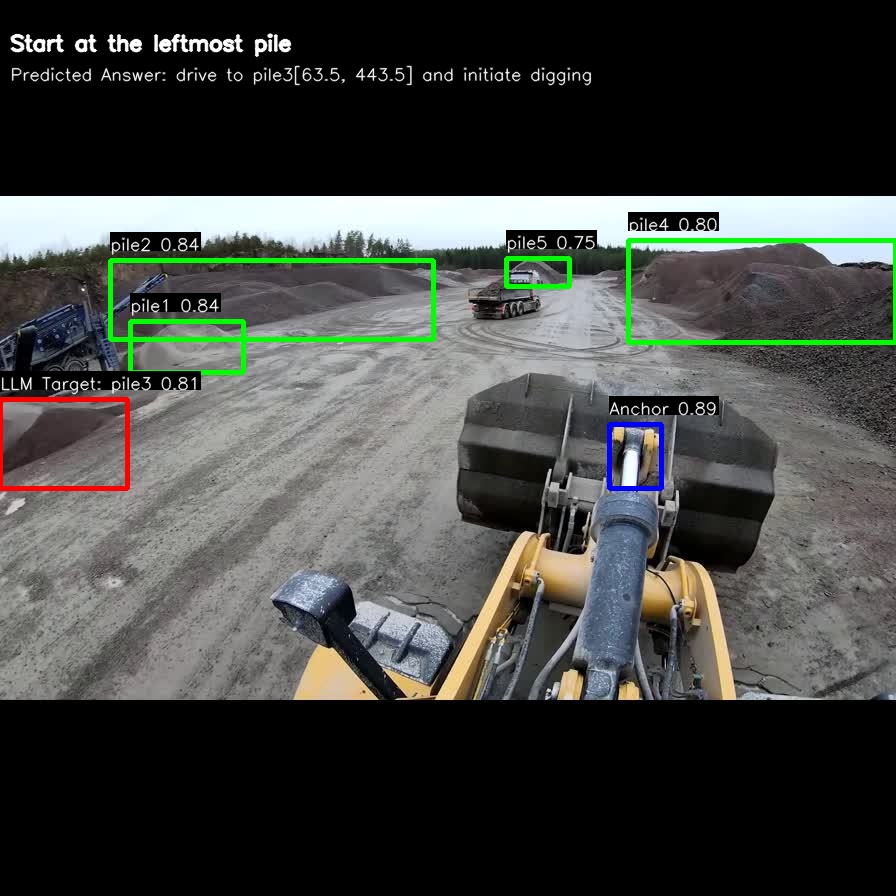 Start at the leftmost pile
Predicted Answer: drive to pile3[63.5, 443.5] and initiate digging
pile4 0.80
pile2 0.84
pile5 0.75
pile1 0.84
LLM Target: pile3 0.81
Anchor 0.89